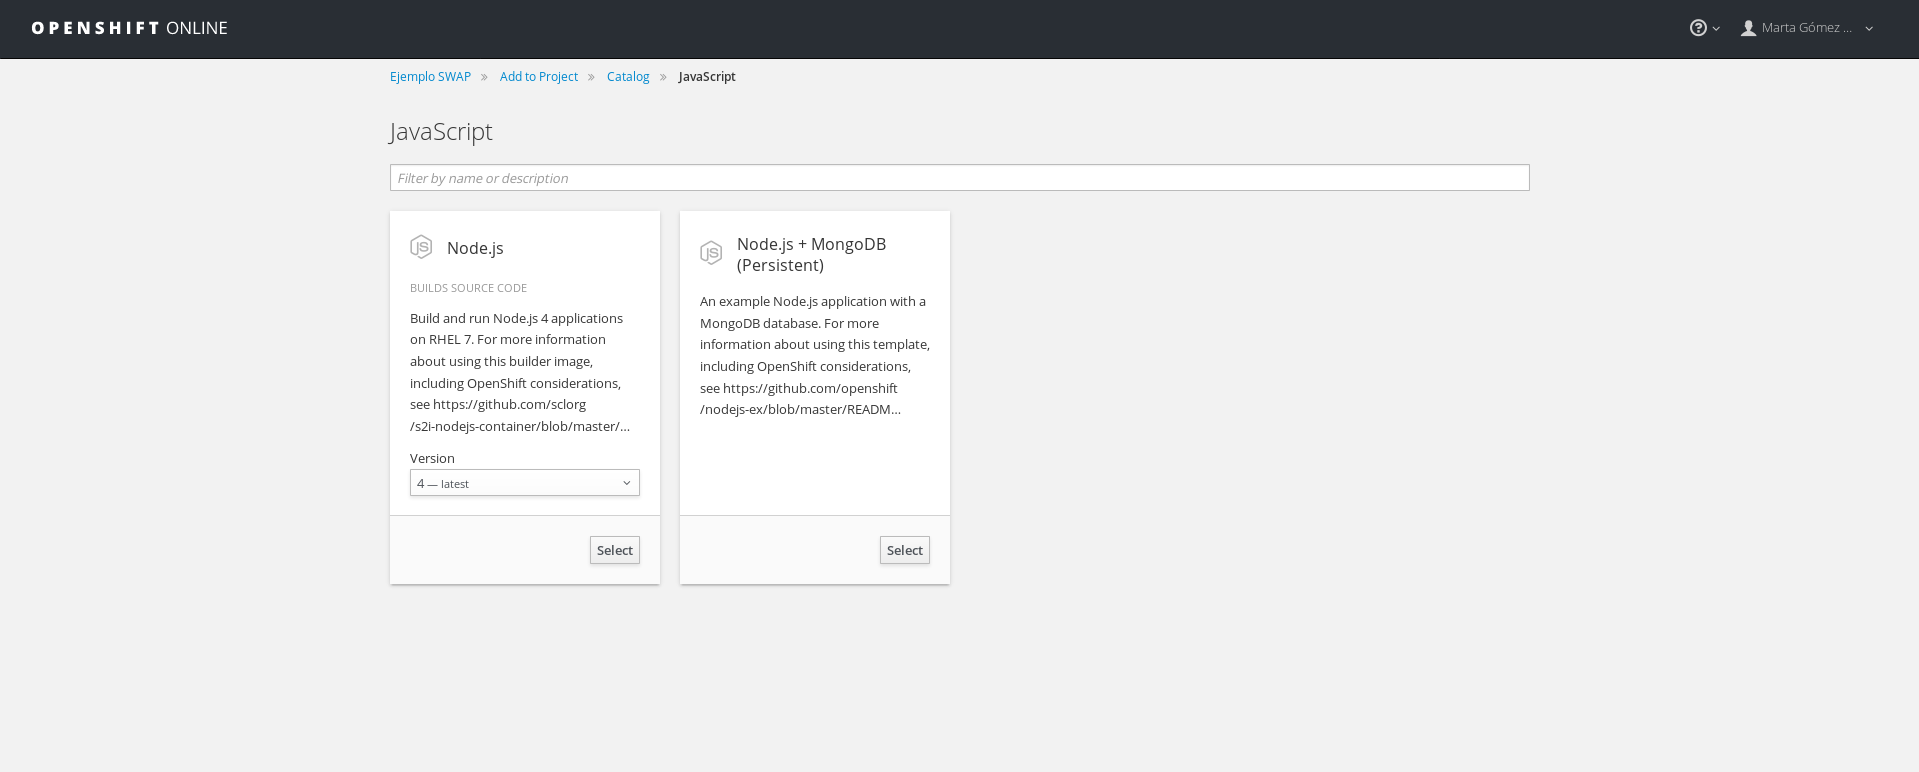 OPENSHIFT ONLINE
Marta Gómez ...
Ejemplo SWAP » Add to Project » Catalog » JavaScript
JavaScript
Filter by name or description
Node.js
BUILDS SOURCE CODE
Build and run Node.js 4 applications
on RHEL 7. For more information
about using this builder image,
including OpenShift considerations,
see https://github.com/sclorg
/s2i-nodejs-container/blob/master/...
Version
4 — latest
Select
Node.js + MongoDB
(Persistent)
An example Node.js application with a
MongoDB database. For more
information about using this template,
including OpenShift considerations,
see https://github.com/openshift
/nodejs-ex/blob/master/READM...
Select